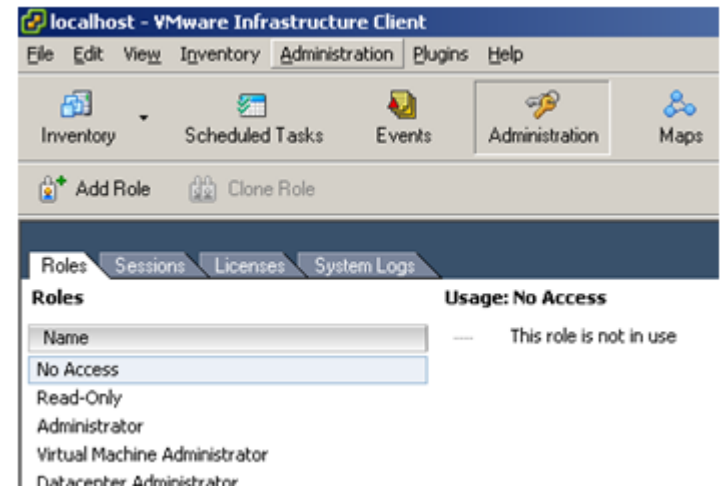 localhost - VMware Infrastructure Client
File Edit View Inventory Administration Plugins Help
Inventory Scheduled Tasks Events Administration Maps
Add Role Clone Role
Roles Sessions Licenses System Logs
Roles Usage: No Access
Name This role is not in use
No Access
Read-Only
Administrator
Virtual Machine Administrator
Datacenter Administrator